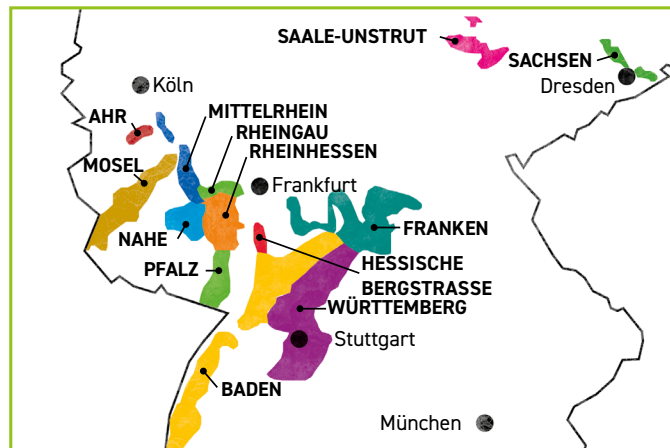 SAALE-UNSTRUT
SACHSEN
Dresden
Köln
AHR
MITTELRHEIN
RHEINGAU
RHEINHESSEN
MOSEL
Frankfurt
NAHE
FRANKEN
PFALZ
HESSISCHE
BERGSTRASSE
WÜRTTEMBERG
Stuttgart
BADEN
München